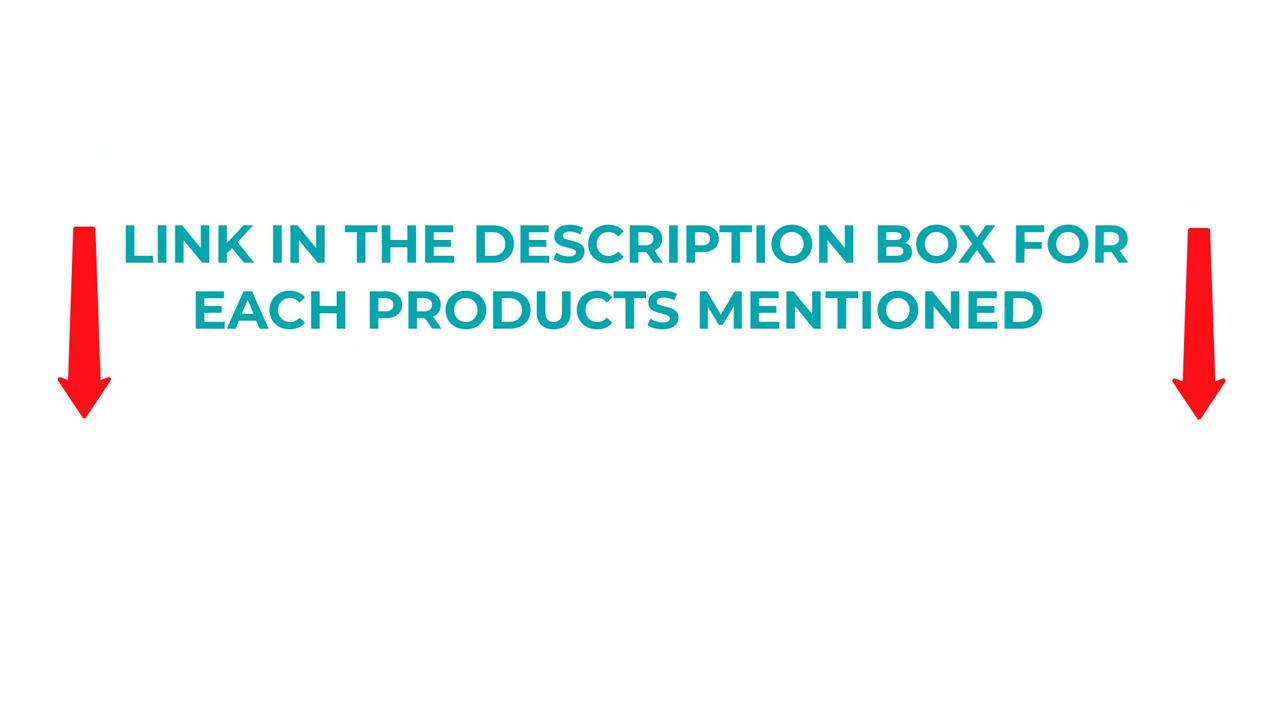 LINK IN THE DESCRIPTION BOX FOR
EACH PRODUCTS MENTIONED